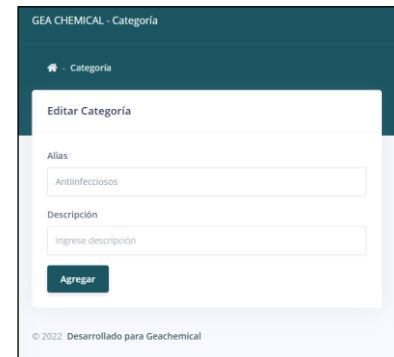 GEA CHEMICAL - Categoría
- Categoría
Editar Categoría
Alias
Antiinfecciosos
Descripción
Ingrese descripción
Agregar
© 2022 Desarrollado para Geachemical